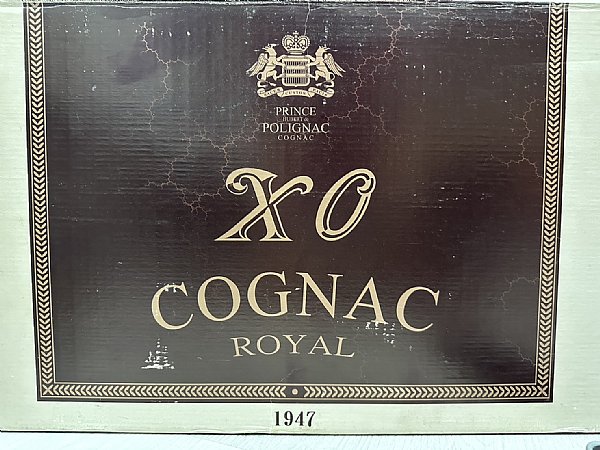 PRINCE
HUBERT de
POLIGNAC
COGNAC
XO
COGNAC
ROYAL
1947